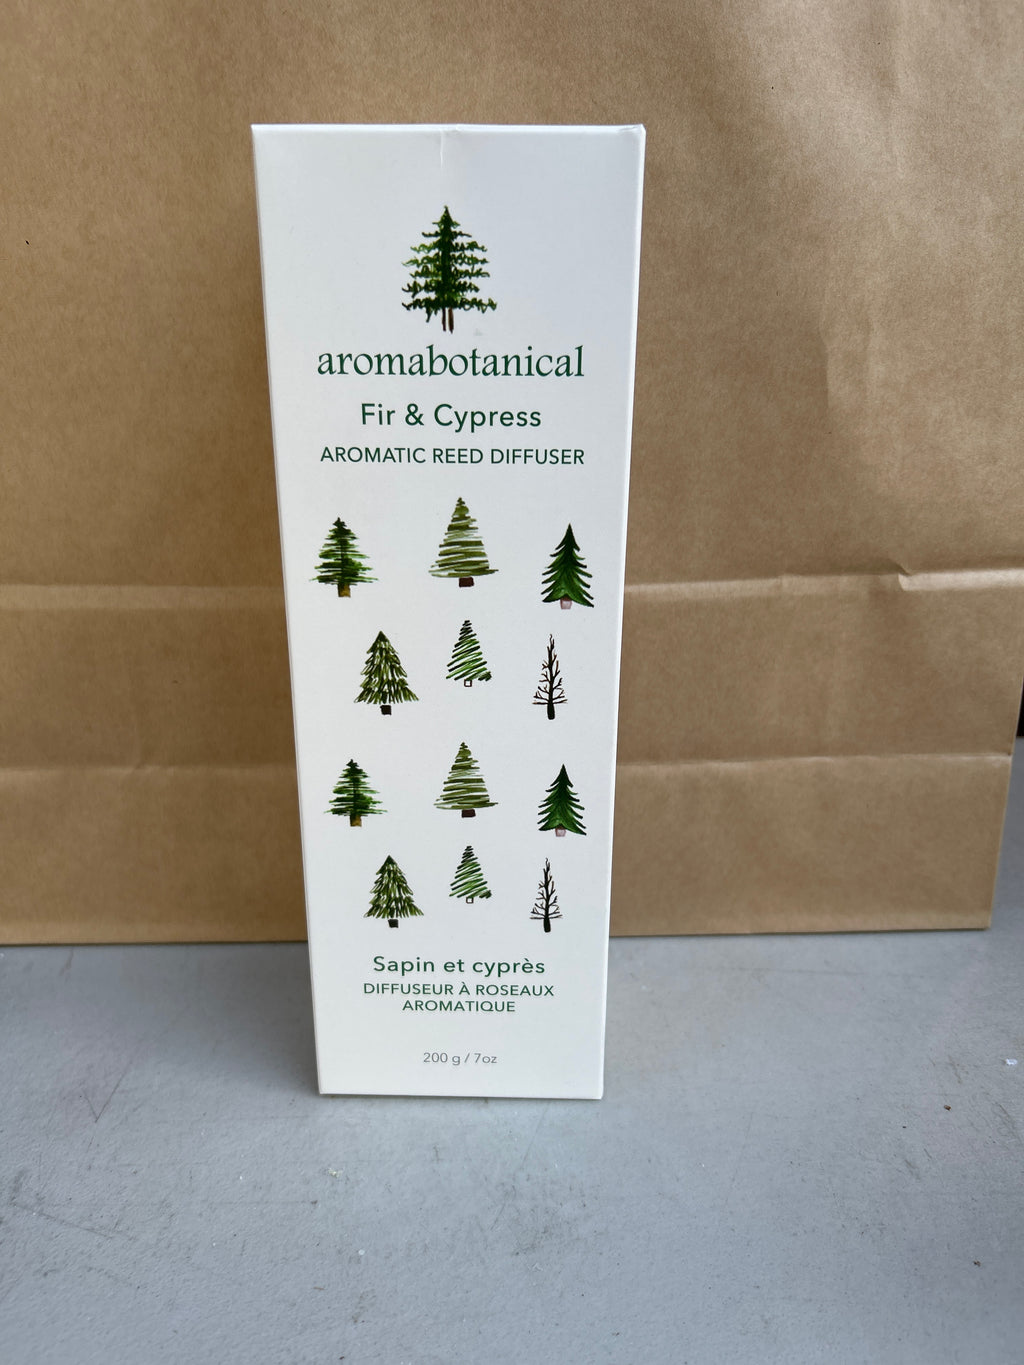 aromabotanical
Fir & Cypress
AROMATIC REED DIFFUSER
Sapin et cyprès
DIFFUSEUR À ROSEAUX
AROMATIQUE
200 g / 7oz